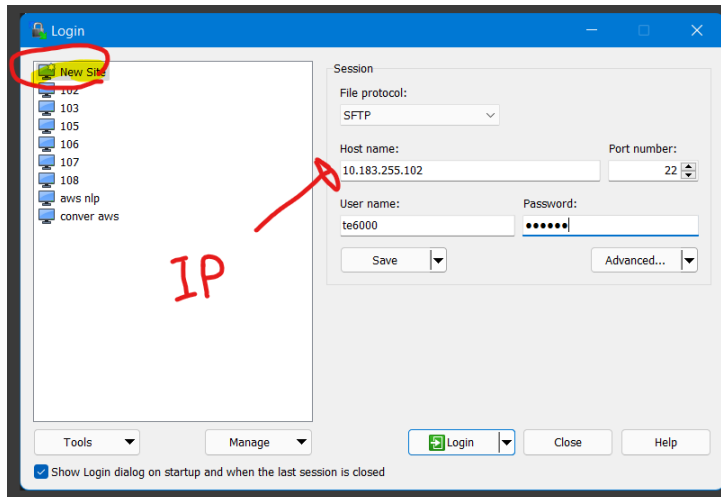 Login
New Site
102
103
105
106
107
108
aws nlp
conver aws
Session
File protocol:
SFTP
Host name:
Port number:
10.183.255.102
22
User name:
Password:
te6000
••••••
Save
Advanced...
IP
Tools
Manage
Login
Close
Help
Show Login dialog on startup and when the last session is closed